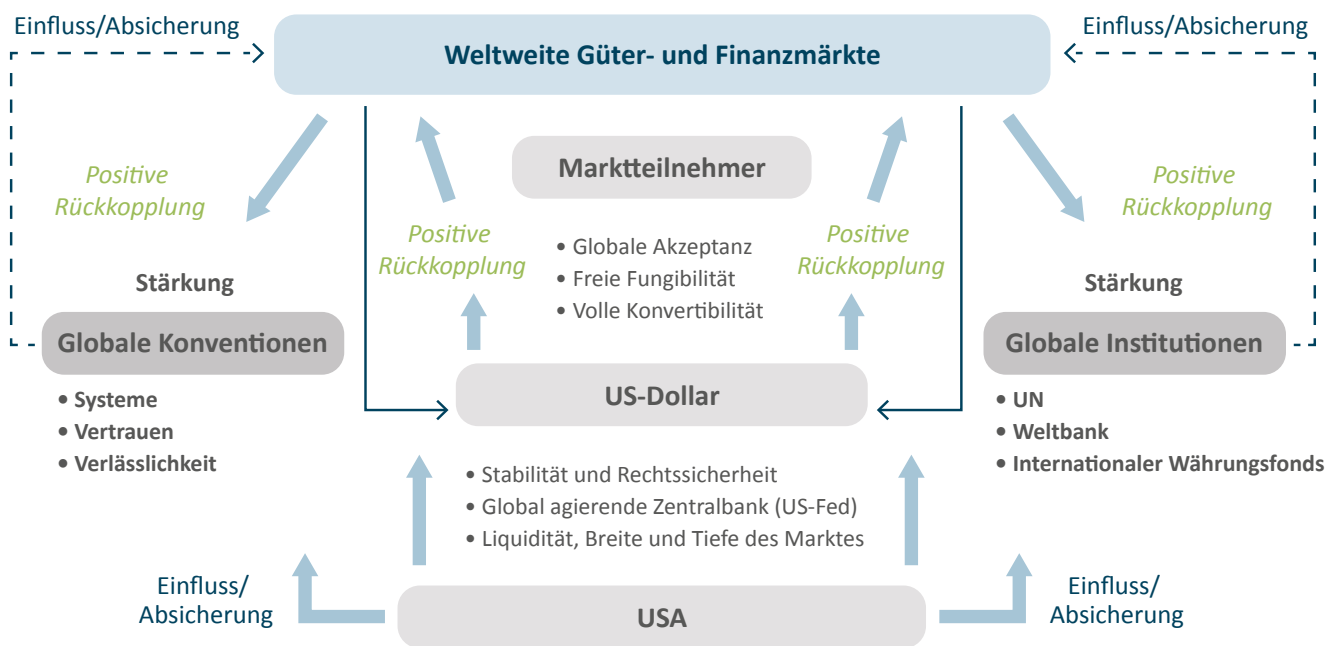 Einfluss/Absicherung
Einfluss/Absicherung
Weltweite Güter- und Finanzmärkte
Marktteilnehmer
Positive
Rückkopplung
Positive
Rückkopplung
Positive
Rückkopplung
• Globale Akzeptanz
• Freie Fungibilität
• Volle Konvertibilität
Positive
Rückkopplung
Stärkung
Stärkung
Globale Konventionen
Globale Institutionen
• Systeme
• Vertrauen
• Verlässlichkeit
US-Dollar
• UN
• Weltbank
• Internationaler Währungsfonds
• Stabilität und Rechtssicherheit
• Global agierende Zentralbank (US-Fed)
• Liquidität, Breite und Tiefe des Marktes
Einfluss/
Absicherung
USA
Einfluss/
Absicherung